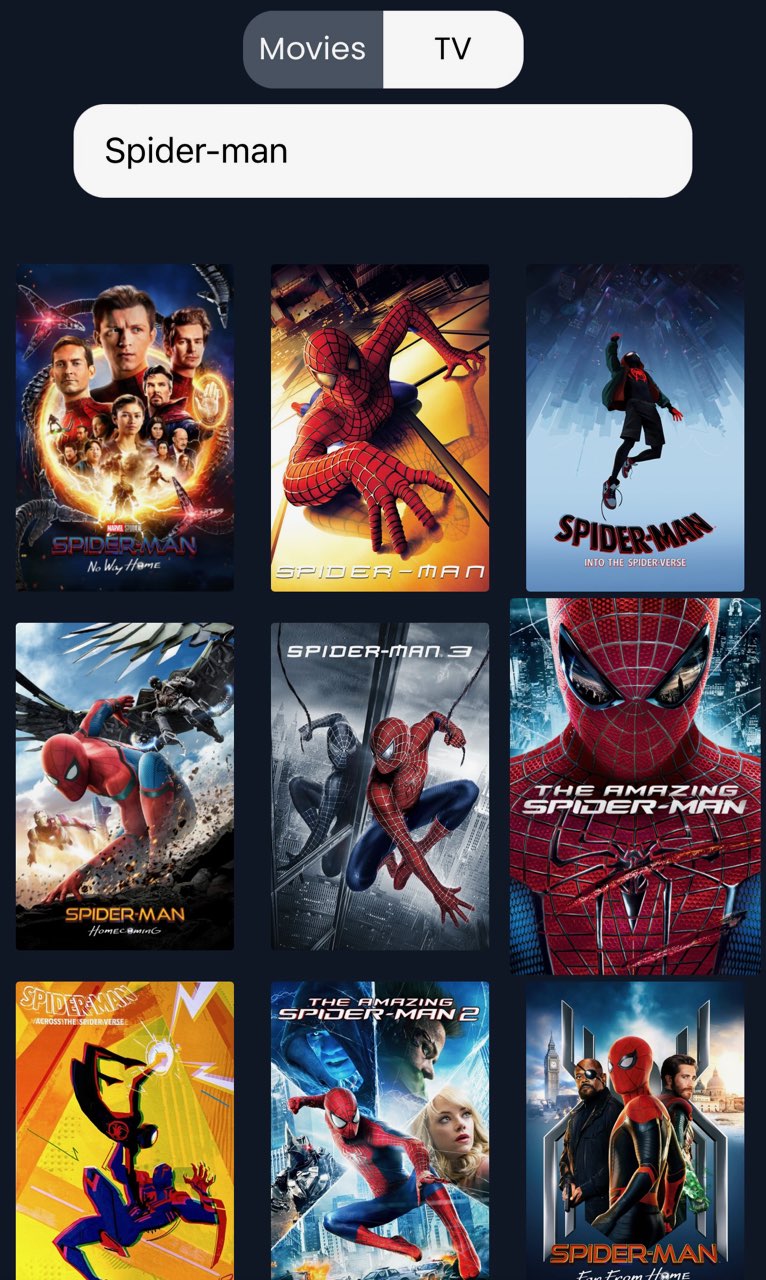 Movies
TV
Spider-man
MARVEL STUDIOS
SPIDER-MAN
No Way Home
SPIDER-MAN
SPIDER-MAN
INTO THE SPIDER-VERSE
SPIDER-MAN
HOMECOMING
SPIDER-MAN 3
THE AMAZING
SPIDER-MAN
SPIDER-MAN
ACROSS THE SPIDER-VERSE
THE AMAZING
SPIDER-MAN 2
SPIDER-MAN
Far From Home